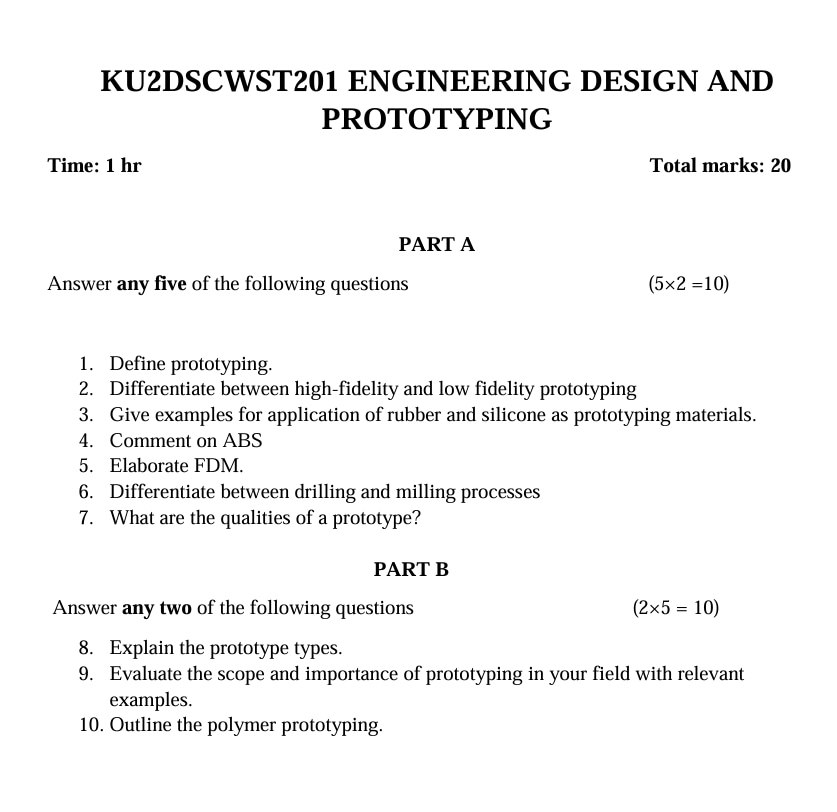 KU2DSCWST201 ENGINEERING DESIGN AND
PROTOTYPING
Time: 1 hr Total marks: 20
PART A
Answer any five of the following questions (5×2 =10)
1. Define prototyping.
2. Differentiate between high-fidelity and low fidelity prototyping
3. Give examples for application of rubber and silicone as prototyping materials.
4. Comment on ABS
5. Elaborate FDM.
6. Differentiate between drilling and milling processes
7. What are the qualities of a prototype?
PART B
Answer any two of the following questions (2×5 = 10)
8. Explain the prototype types.
9. Evaluate the scope and importance of prototyping in your field with relevant
examples.
10. Outline the polymer prototyping.